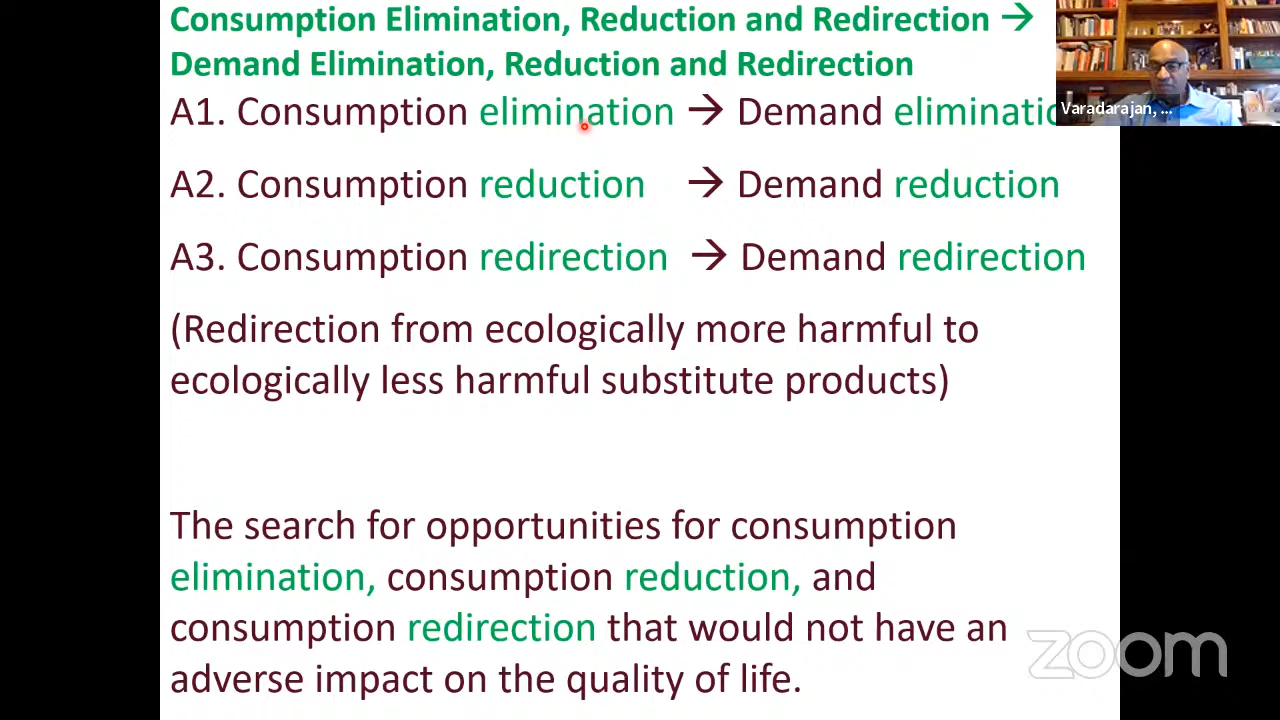 Consumption Elimination, Reduction and Redirection →
Demand Elimination, Reduction and Redirection
A1. Consumption elimination → Demand eliminatio
A2. Consumption reduction → Demand reduction
A3. Consumption redirection → Demand redirection
(Redirection from ecologically more harmful to
ecologically less harmful substitute products)
The search for opportunities for consumption
elimination, consumption reduction, and
consumption redirection that would not have an
adverse impact on the quality of life.
Varadarajan, ...
zoom